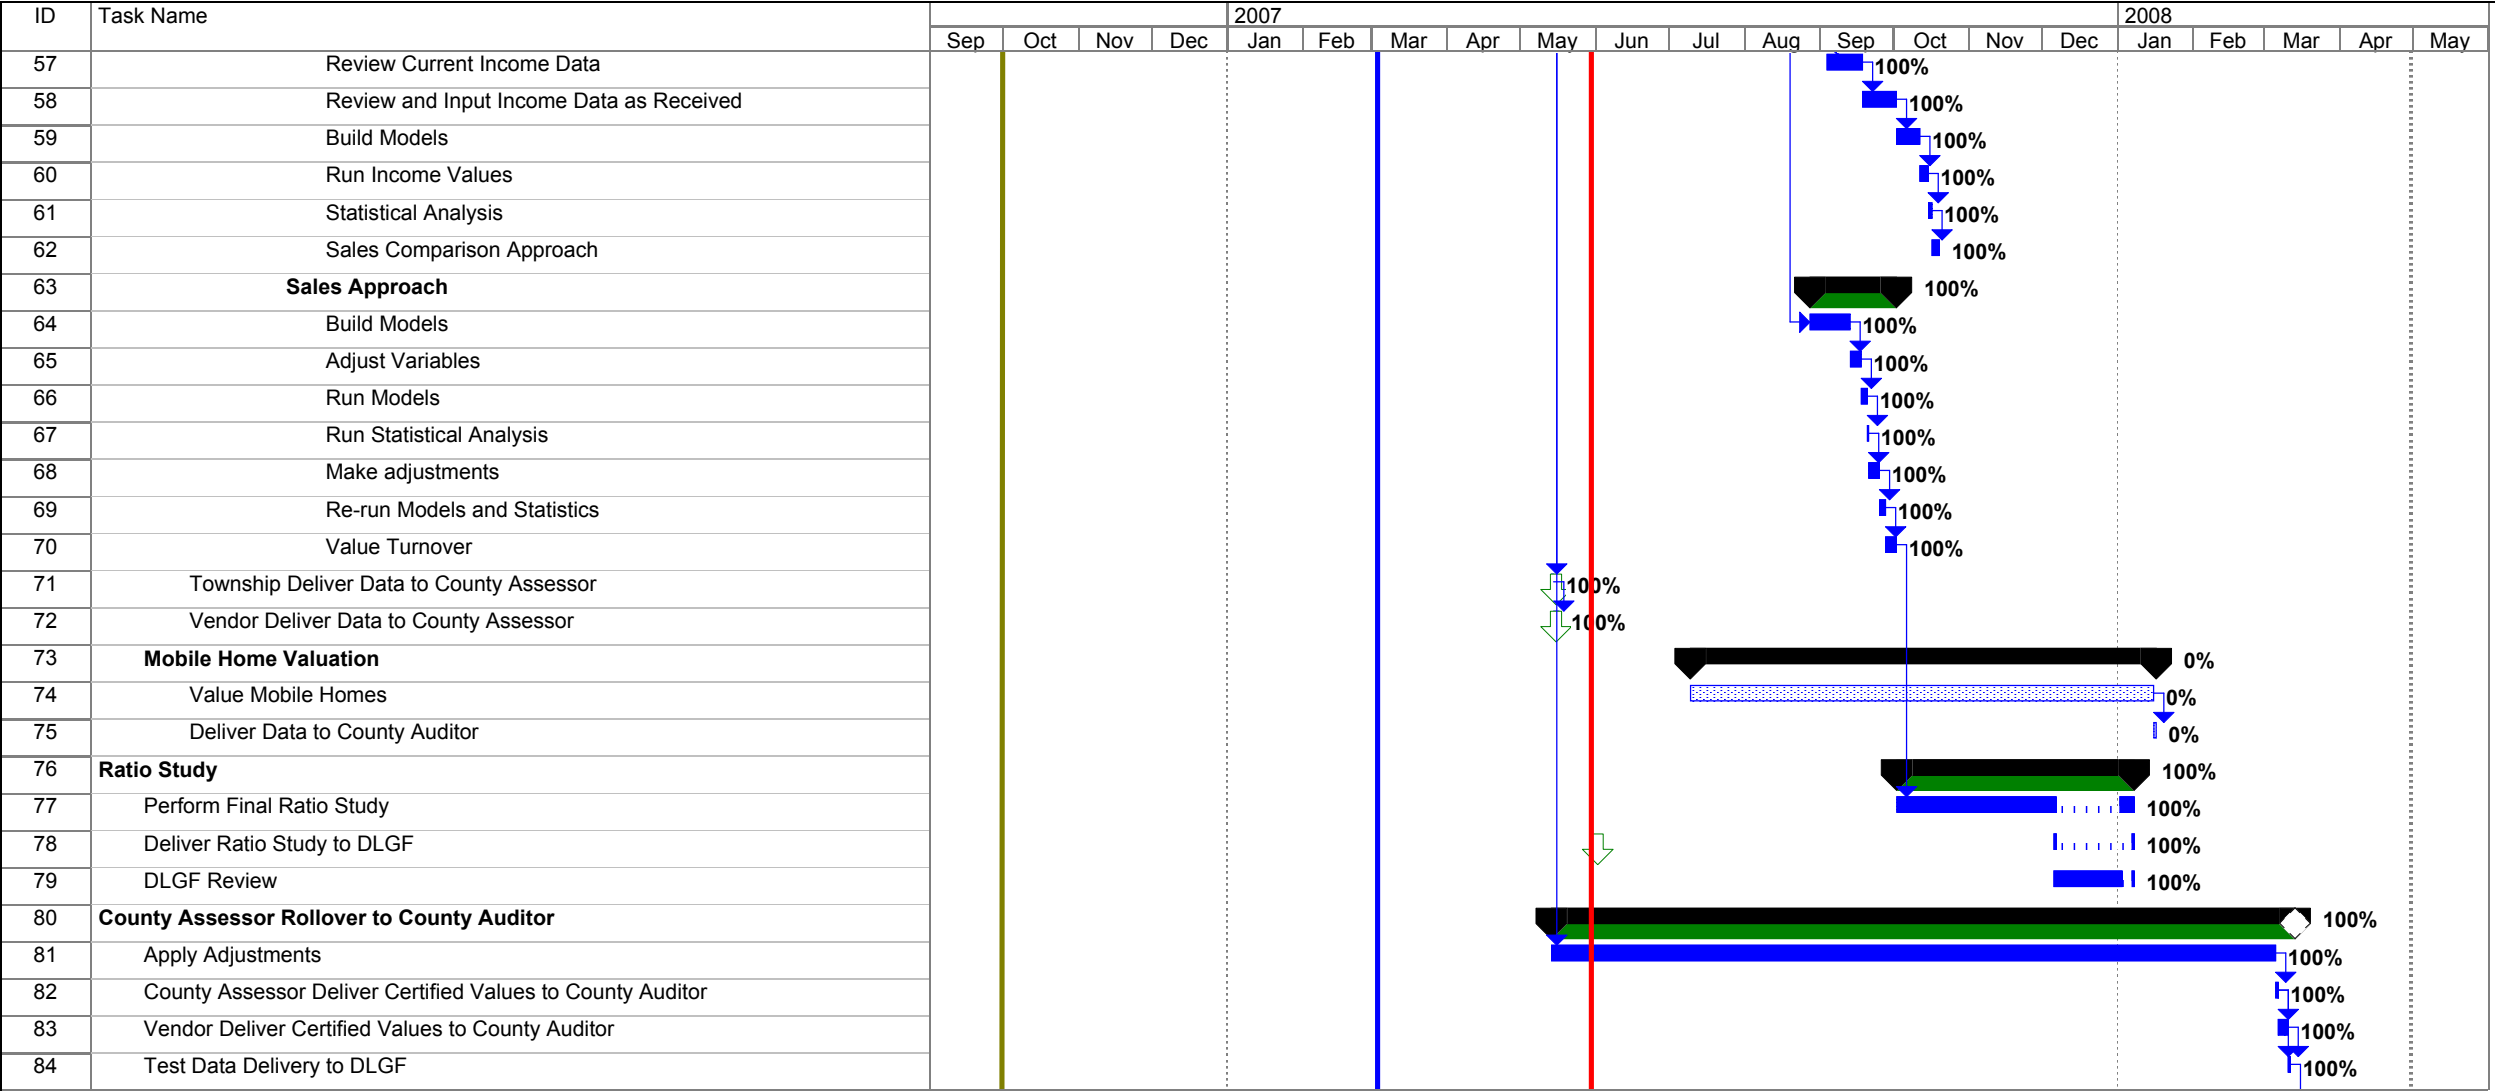 ID Task Name 2007 2008
Sep Oct Nov Dec Jan Feb Mar Apr May Jun Jul Aug Sep Oct Nov Dec Jan Feb Mar Apr May
57 Review Current Income Data 100%
58 Review and Input Income Data as Received 100%
59 Build Models 100%
60 Run Income Values 100%
61 Statistical Analysis 100%
62 Sales Comparison Approach 100%
63 Sales Approach 100%
64 Build Models 100%
65 Adjust Variables 100%
66 Run Models 100%
67 Run Statistical Analysis 100%
68 Make adjustments 100%
69 Re-run Models and Statistics 100%
70 Value Turnover 100%
71 Township Deliver Data to County Assessor 100%
72 Vendor Deliver Data to County Assessor 100%
73 Mobile Home Valuation 0%
74 Value Mobile Homes 0%
75 Deliver Data to County Auditor 0%
76 Ratio Study 100%
77 Perform Final Ratio Study 100%
78 Deliver Ratio Study to DLGF 100%
79 DLGF Review 100%
80 County Assessor Rollover to County Auditor 100%
81 Apply Adjustments 100%
82 County Assessor Deliver Certified Values to County Auditor 100%
83 Vendor Deliver Certified Values to County Auditor 100%
84 Test Data Delivery to DLGF 100%